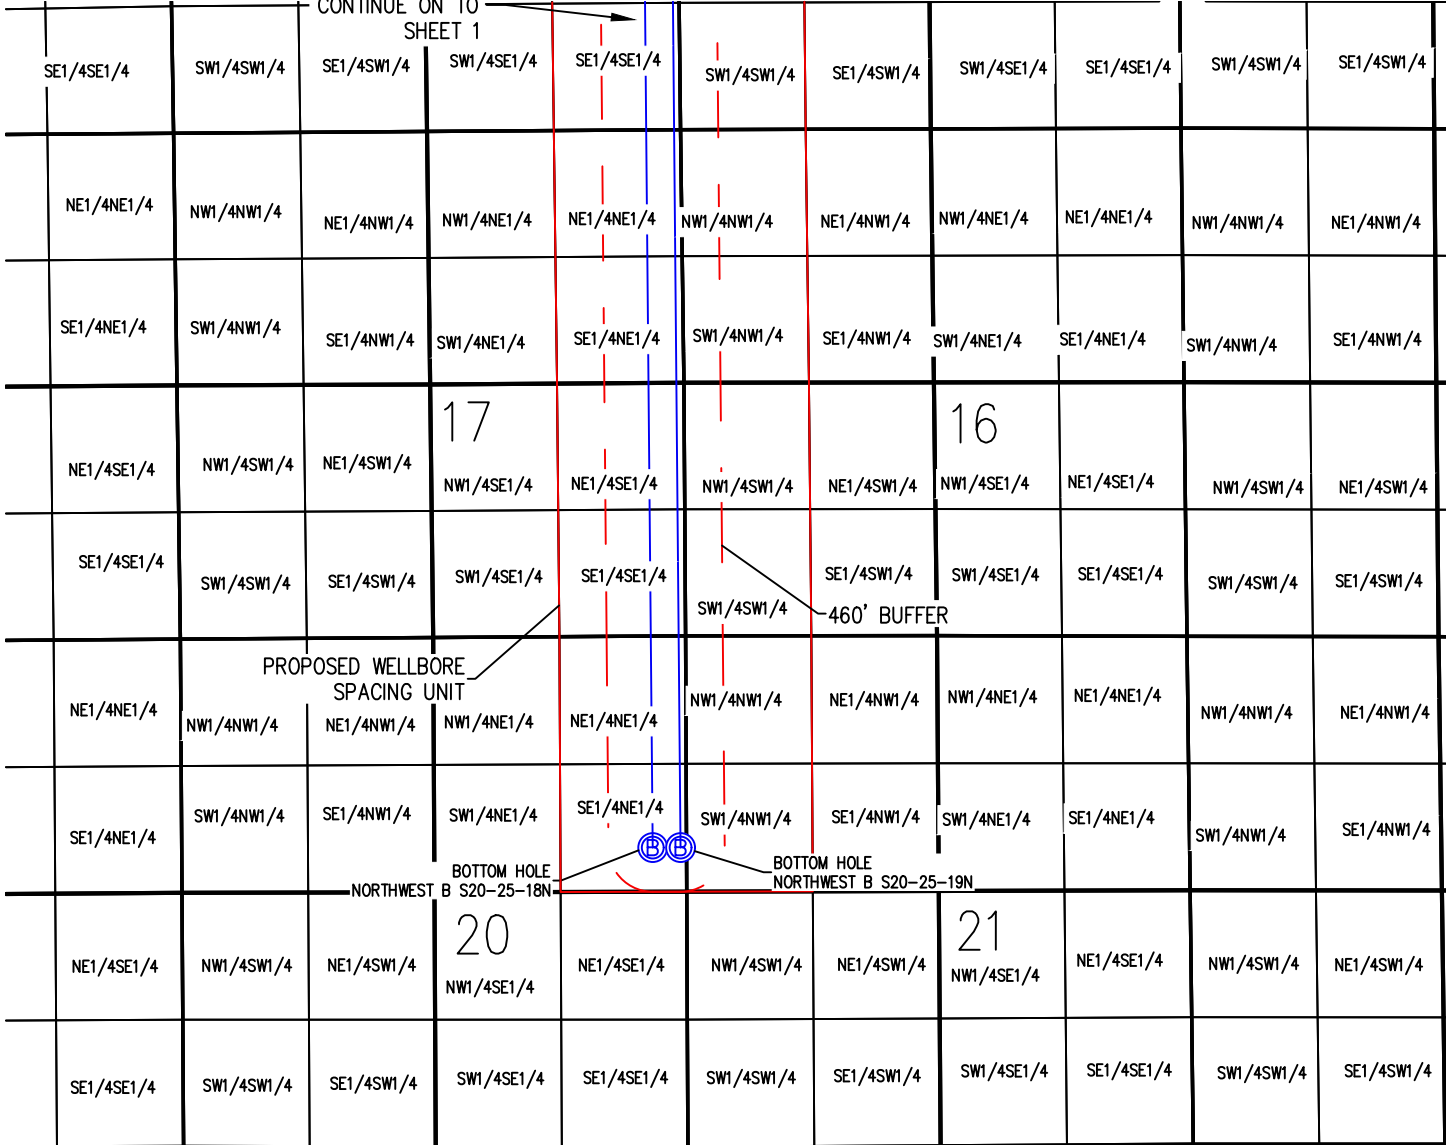 CONTINUE ON TO
SHEET 1
SE1/4SE1/4 SW1/4SW1/4 SE1/4SW1/4 SW1/4SE1/4 SE1/4SE1/4 SW1/4SW1/4 SE1/4SW1/4 SW1/4SE1/4 SE1/4SE1/4 SW1/4SW1/4 SE1/4SW1/4
NE1/4NE1/4 NW1/4NW1/4 NE1/4NW1/4 NW1/4NE1/4 NE1/4NE1/4 NW1/4NW1/4 NE1/4NW1/4 NW1/4NE1/4 NE1/4NE1/4 NW1/4NW1/4 NE1/4NW1/4
SE1/4NE1/4 SW1/4NW1/4 SE1/4NW1/4 SW1/4NE1/4 SE1/4NE1/4 SW1/4NW1/4 SE1/4NW1/4 SW1/4NE1/4 SE1/4NE1/4 SW1/4NW1/4 SE1/4NW1/4
17 16
NE1/4SE1/4 NW1/4SW1/4 NE1/4SW1/4 NW1/4SE1/4 NE1/4SE1/4 NW1/4SW1/4 NE1/4SW1/4 NW1/4SE1/4 NE1/4SE1/4 NW1/4SW1/4 NE1/4SW1/4
SE1/4SE1/4 SW1/4SW1/4 SE1/4SW1/4 SW1/4SE1/4 SE1/4SE1/4 SW1/4SW1/4 SE1/4SW1/4 SW1/4SE1/4 SE1/4SE1/4 SW1/4SW1/4 SE1/4SW1/4
460' BUFFER
PROPOSED WELLBORE
SPACING UNIT
NE1/4NE1/4 NW1/4NW1/4 NE1/4NW1/4 NW1/4NE1/4 NE1/4NE1/4 NW1/4NW1/4 NE1/4NW1/4 NW1/4NE1/4 NE1/4NE1/4 NW1/4NW1/4 NE1/4NW1/4
SE1/4NE1/4 SW1/4NW1/4 SE1/4NW1/4 SW1/4NE1/4 SE1/4NE1/4 SW1/4NW1/4 SE1/4NW1/4 SW1/4NE1/4 SE1/4NE1/4 SW1/4NW1/4 SE1/4NW1/4
B B
BOTTOM HOLE
NORTHWEST B S20-25-18N
BOTTOM HOLE
NORTHWEST B S20-25-19N
20 21
NE1/4SE1/4 NW1/4SW1/4 NE1/4SW1/4 NW1/4SE1/4 NE1/4SE1/4 NW1/4SW1/4 NE1/4SW1/4 NW1/4SE1/4 NE1/4SE1/4 NW1/4SW1/4 NE1/4SW1/4
SE1/4SE1/4 SW1/4SW1/4 SE1/4SW1/4 SW1/4SE1/4 SE1/4SE1/4 SW1/4SW1/4 SE1/4SW1/4 SW1/4SE1/4 SE1/4SE1/4 SW1/4SW1/4 SE1/4SW1/4